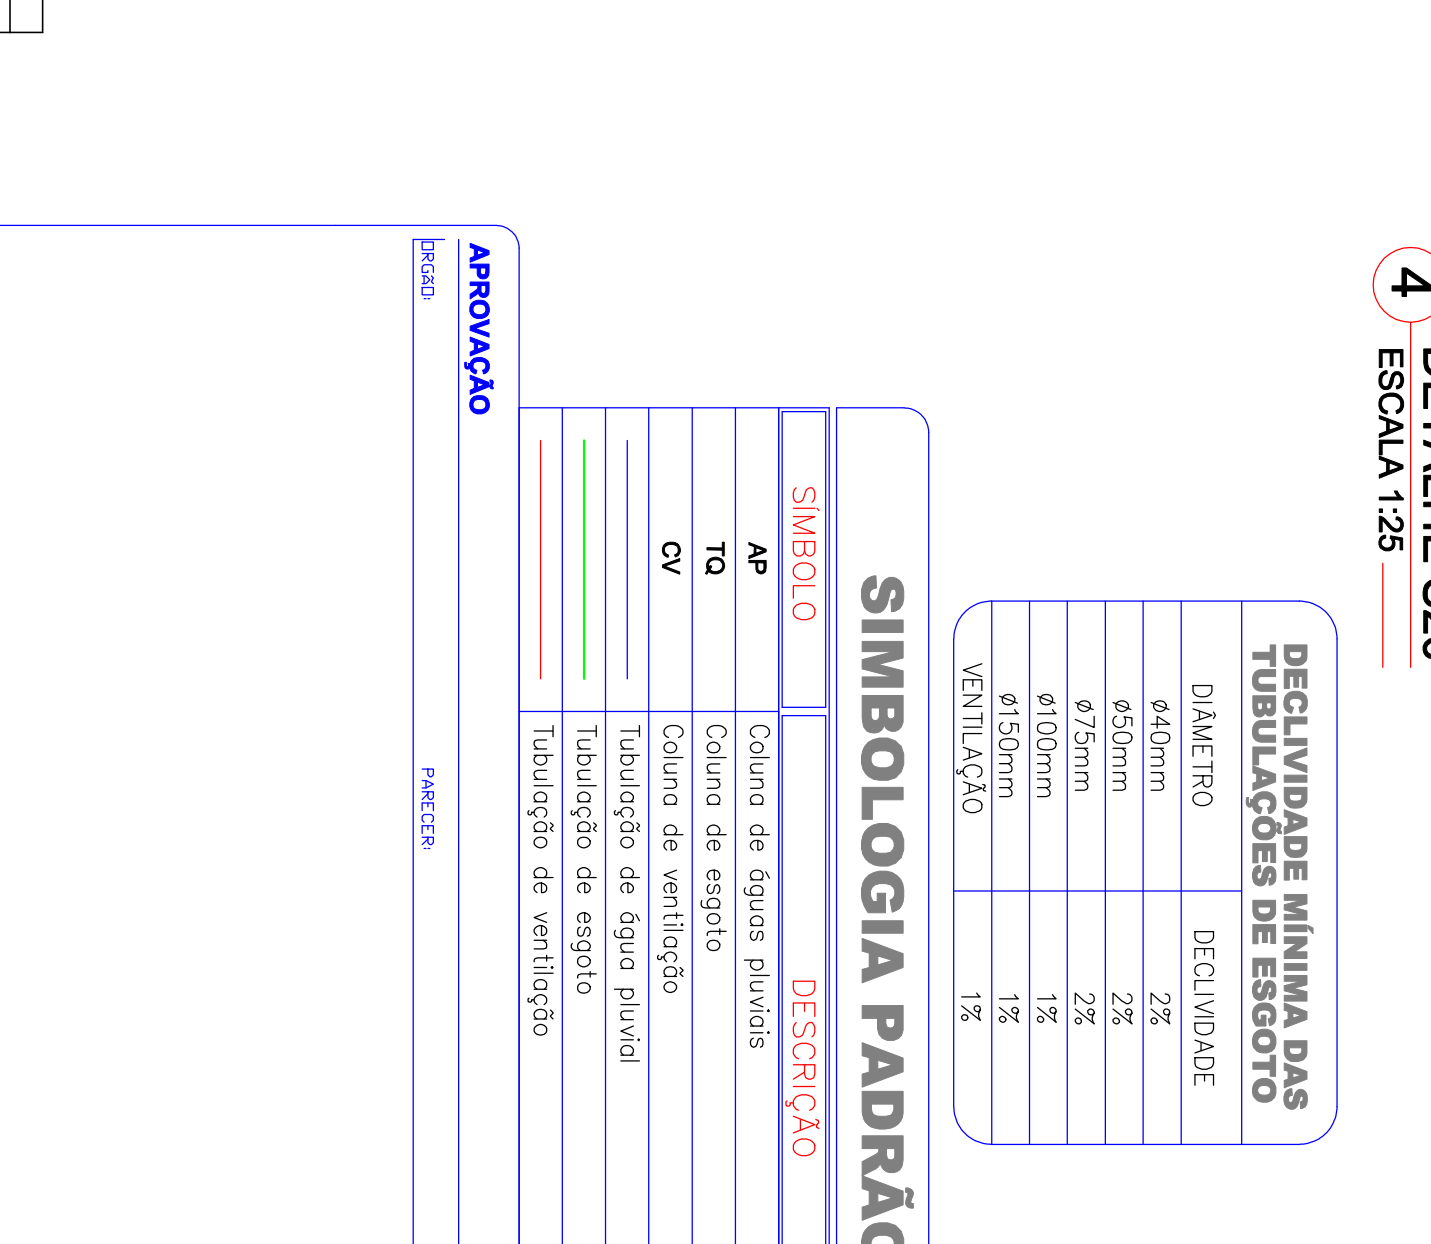 4
ESCALA 1:25
DECLIVIDADE MÍNIMA DAS
TUBULAÇÕES DE ESGOTO
DIÂMETRO DECLIVIDADE
ø40mm 2%
ø50mm 2%
ø75mm 2%
ø100mm 1%
ø150mm 1%
VENTILAÇÃO 1%
SIMBOLOGIA PADRÃO
SÍMBOLO DESCRIÇÃO
AP Coluna de águas pluviais
TQ Coluna de esgoto
CV Coluna de ventilação
Tubulação de água pluvial
Tubulação de esgoto
Tubulação de ventilação
APROVAÇÃO
ÓRGÃO: PARECER: